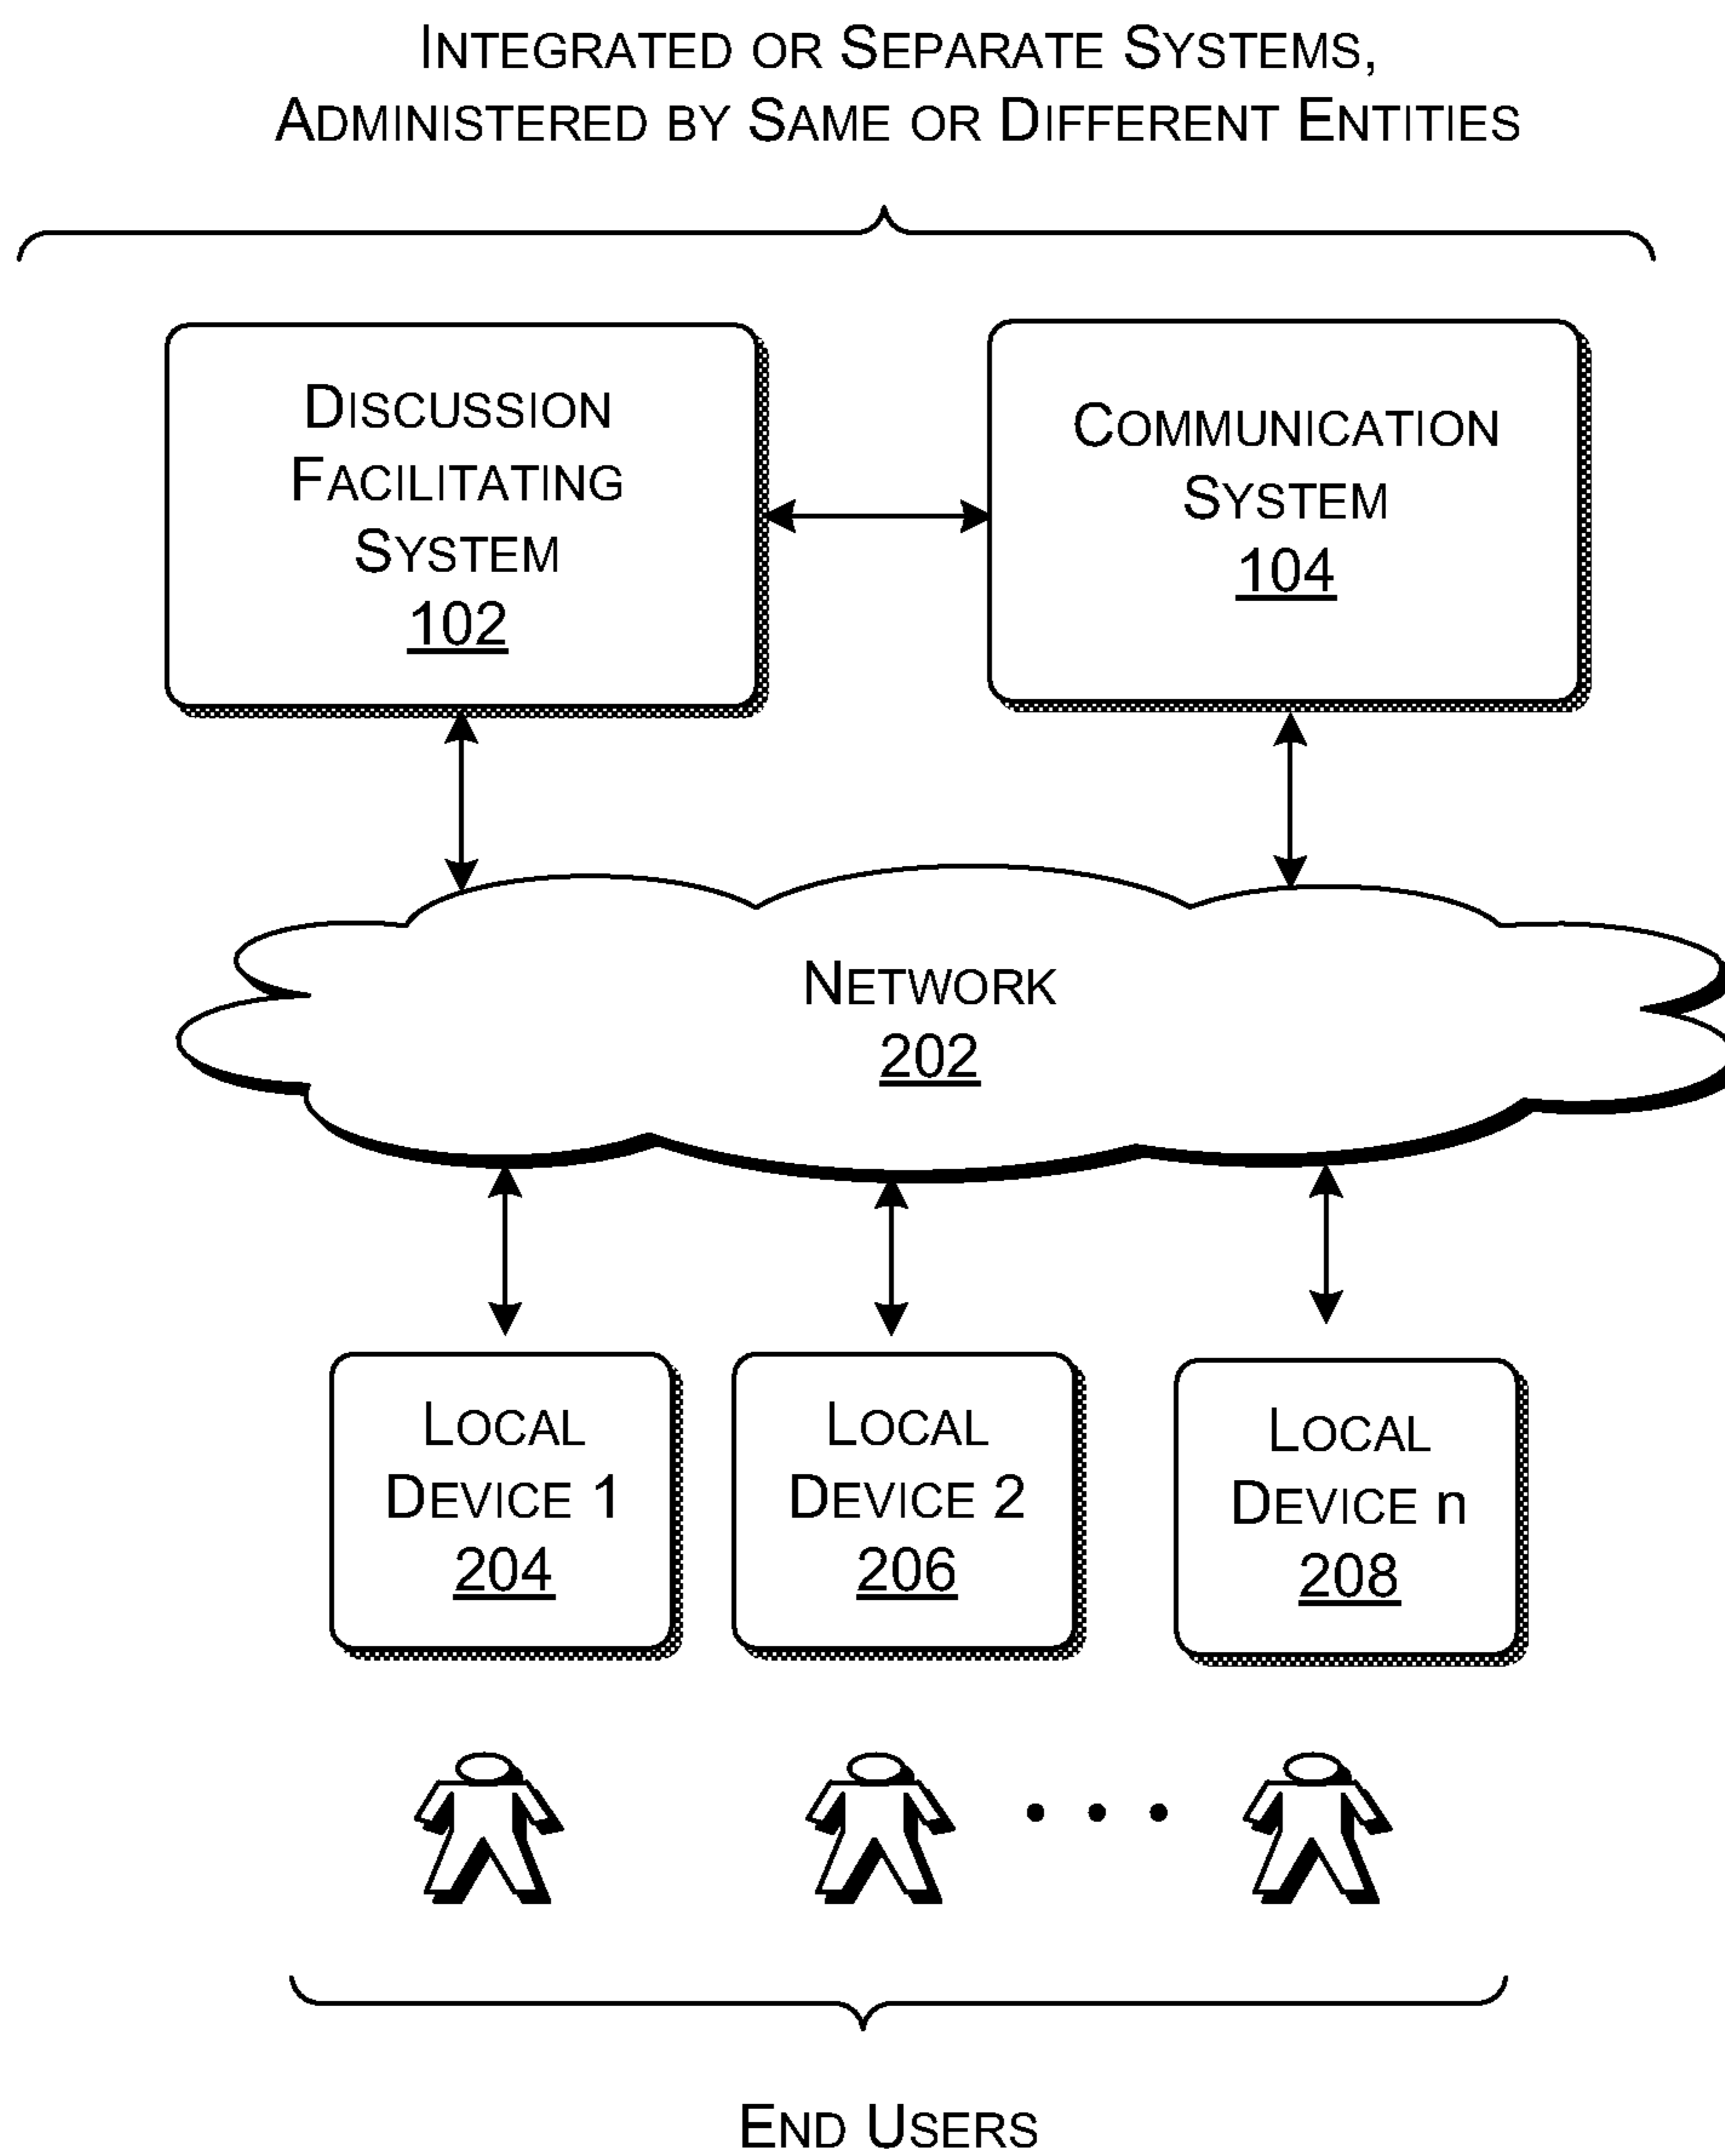 INTEGRATED OR SEPARATE SYSTEMS,
ADMINISTERED BY SAME OR DIFFERENT ENTITIES
DISCUSSION
FACILITATING
SYSTEM
102
COMMUNICATION
SYSTEM
104
NETWORK
202
LOCAL
DEVICE 1
204
LOCAL
DEVICE 2
206
LOCAL
DEVICE n
208
END USERS